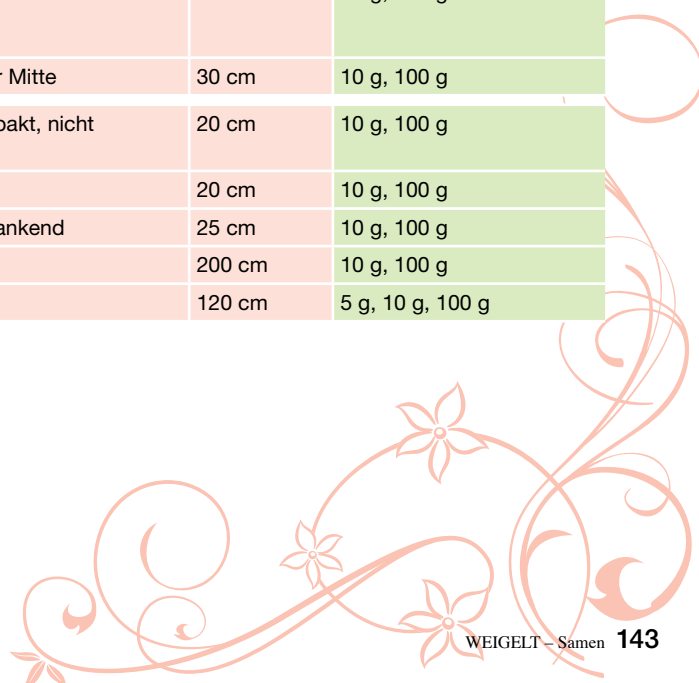 r Mitte 30 cm 10 g, 100 g
pakt, nicht 20 cm 10 g, 100 g
20 cm 10 g, 100 g
ankend 25 cm 10 g, 100 g
200 cm 10 g, 100 g
120 cm 5 g, 10 g, 100 g
WEIGELT – Samen 143